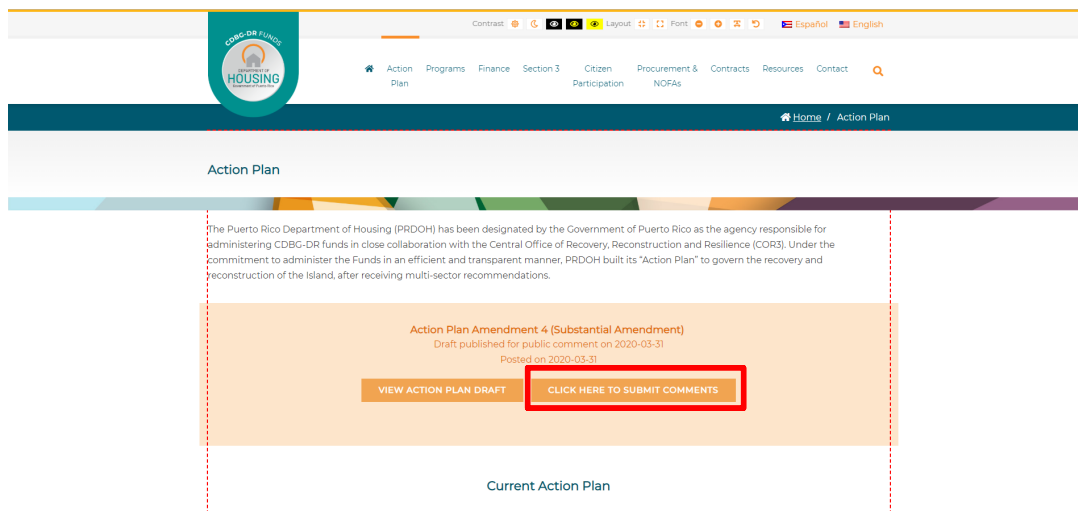 Contrast Layout Font Español English
CDBG-DR FUNDS
DEPARTMENT OF
HOUSING
Government of Puerto Rico
Action Plan Programs Finance Section 3 Citizen Participation Procurement & NOFAs Contracts Resources Contact
Home / Action Plan
Action Plan
The Puerto Rico Department of Housing (PRDOH) has been designated by the Government of Puerto Rico as the agency responsible for
administering CDBG-DR funds in close collaboration with the Central Office of Recovery, Reconstruction and Resilience (COR3). Under the
commitment to administer the Funds in an efficient and transparent manner, PRDOH built its “Action Plan” to govern the recovery and
reconstruction of the Island, after receiving multi-sector recommendations.
Action Plan Amendment 4 (Substantial Amendment)
Draft published for public comment on 2020-03-31
Posted on 2020-03-31
VIEW ACTION PLAN DRAFT CLICK HERE TO SUBMIT COMMENTS
Current Action Plan